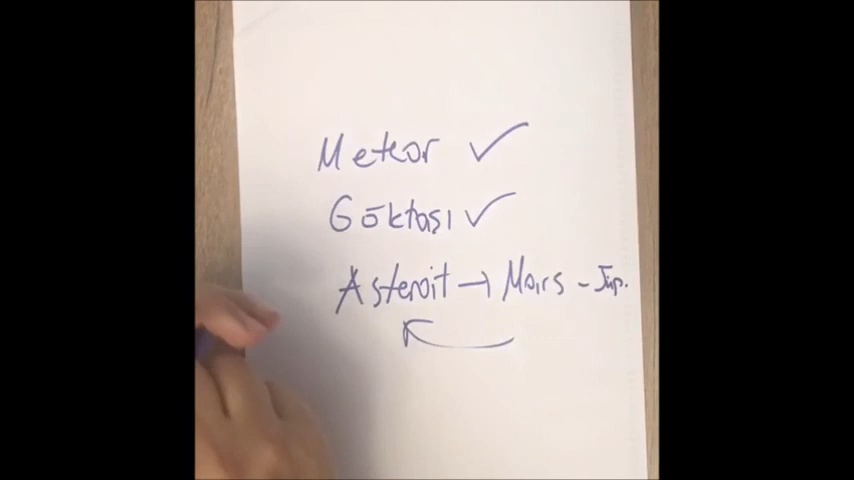 Meteor ✓
Göktaşı ✓
Asteroit → Mars - Jüp.